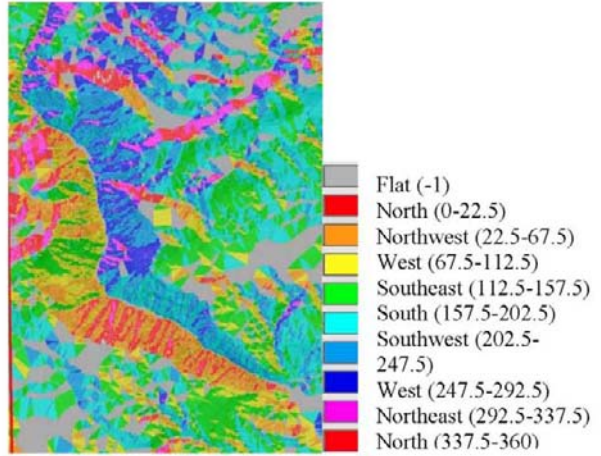 Flat (-1)
North (0-22.5)
Northwest (22.5-67.5)
West (67.5-112.5)
Southeast (112.5-157.5)
South (157.5-202.5)
Southwest (202.5-
247.5)
West (247.5-292.5)
Northeast (292.5-337.5)
North (337.5-360)